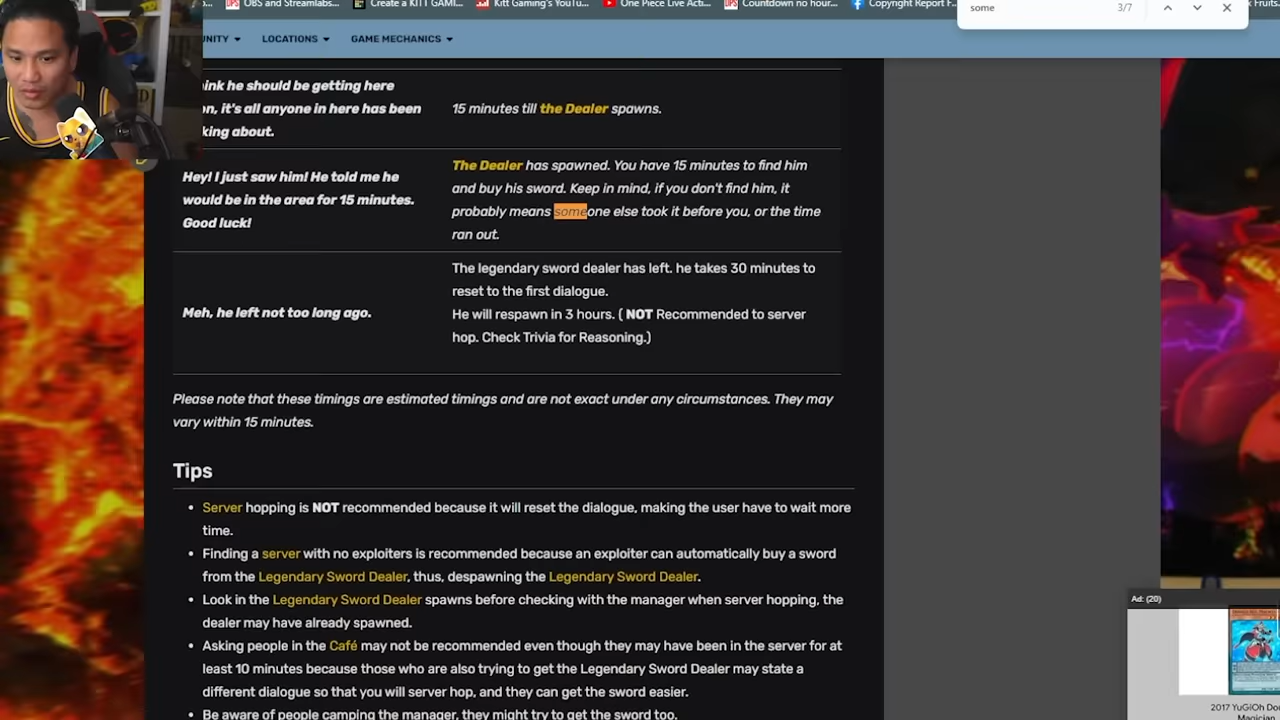 OBS and Streamlabs...
Create a KITT GAMI...
Kitt Gaming's YouTu...
One Piece Live Acti...
Countdown no hour...
Copyright Report F...
Fruits.
some
3/7
UNITY
LOCATIONS
GAME MECHANICS
ink he should be getting here
on, it's all anyone in here has been
king about.
15 minutes till the Dealer spawns.
Hey! I just saw him! He told me he
would be in the area for 15 minutes.
Good luck!
The Dealer has spawned. You have 15 minutes to find him
and buy his sword. Keep in mind, if you don't find him, it
probably means someone else took it before you, or the time
ran out.
Meh, he left not too long ago.
The legendary sword dealer has left. he takes 30 minutes to
reset to the first dialogue.
He will respawn in 3 hours. ( NOT Recommended to server
hop. Check Trivia for Reasoning.)
Please note that these timings are estimated timings and are not exact under any circumstances. They may
vary within 15 minutes.
Tips
• Server hopping is NOT recommended because it will reset the dialogue, making the user have to wait more
time.
• Finding a server with no exploiters is recommended because an exploiter can automatically buy a sword
from the Legendary Sword Dealer, thus, despawning the Legendary Sword Dealer.
• Look in the Legendary Sword Dealer spawns before checking with the manager when server hopping, the
dealer may have already spawned.
• Asking people in the Café may not be recommended even though they may have been in the server for at
least 10 minutes because those who are also trying to get the Legendary Sword Dealer may state a
different dialogue so that you will server hop, and they can get the sword easier.
• Be aware of people camping the manager, they might try to get the sword too.
Ad: (20)
2017 YuGiOh Do
Magician